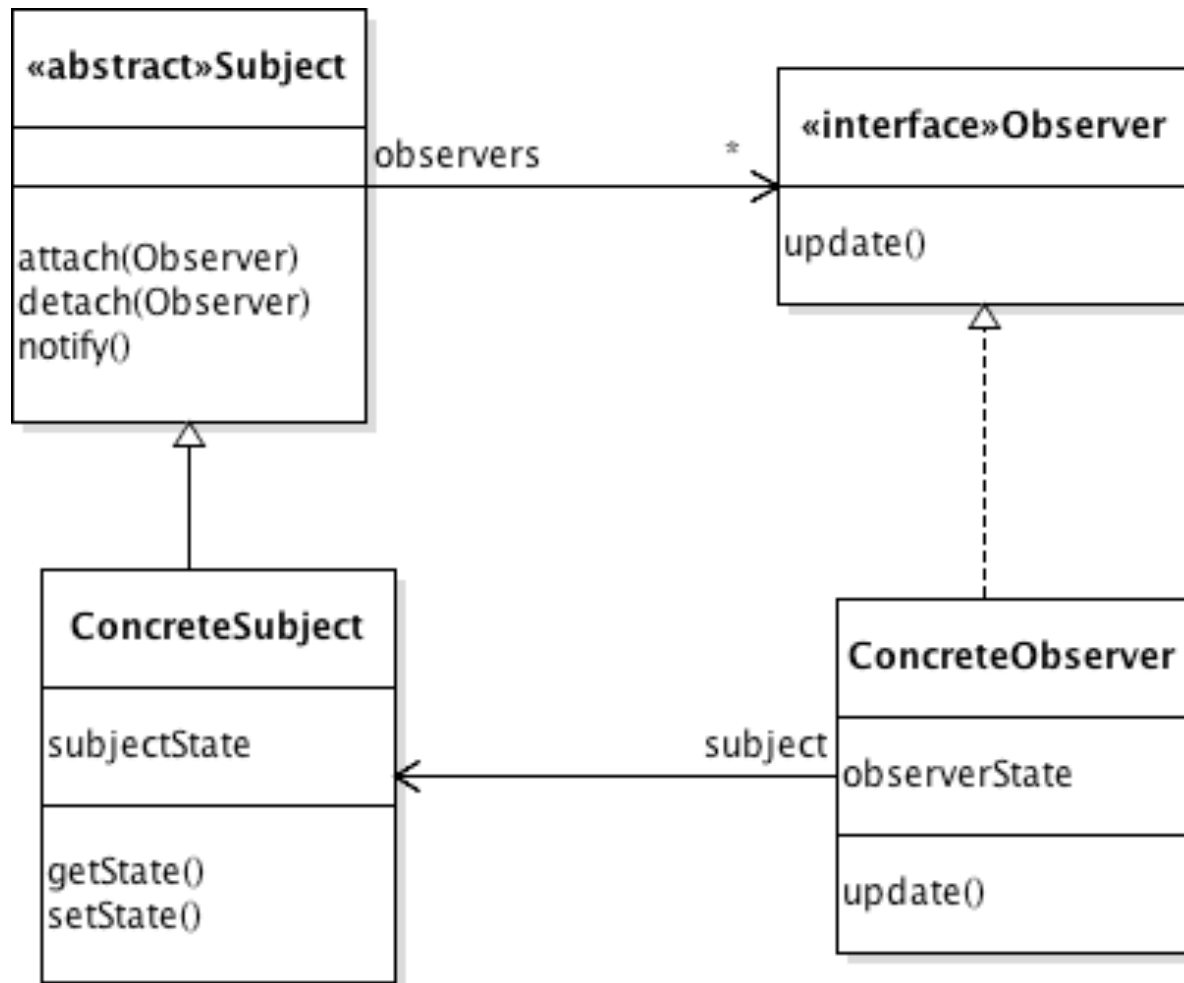 «abstract»Subject
attach(Observer)
detach(Observer)
notify()
observers
*
«interface»Observer
update()
ConcreteSubject
subjectState
getState()
setState()
subject
ConcreteObserver
observerState
update()